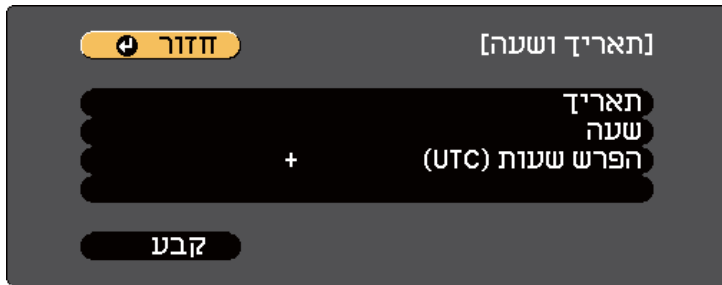 [תאריך ושעה]
חזור
תאריך
שעה
הפרש שעות (UTC) +
קבע